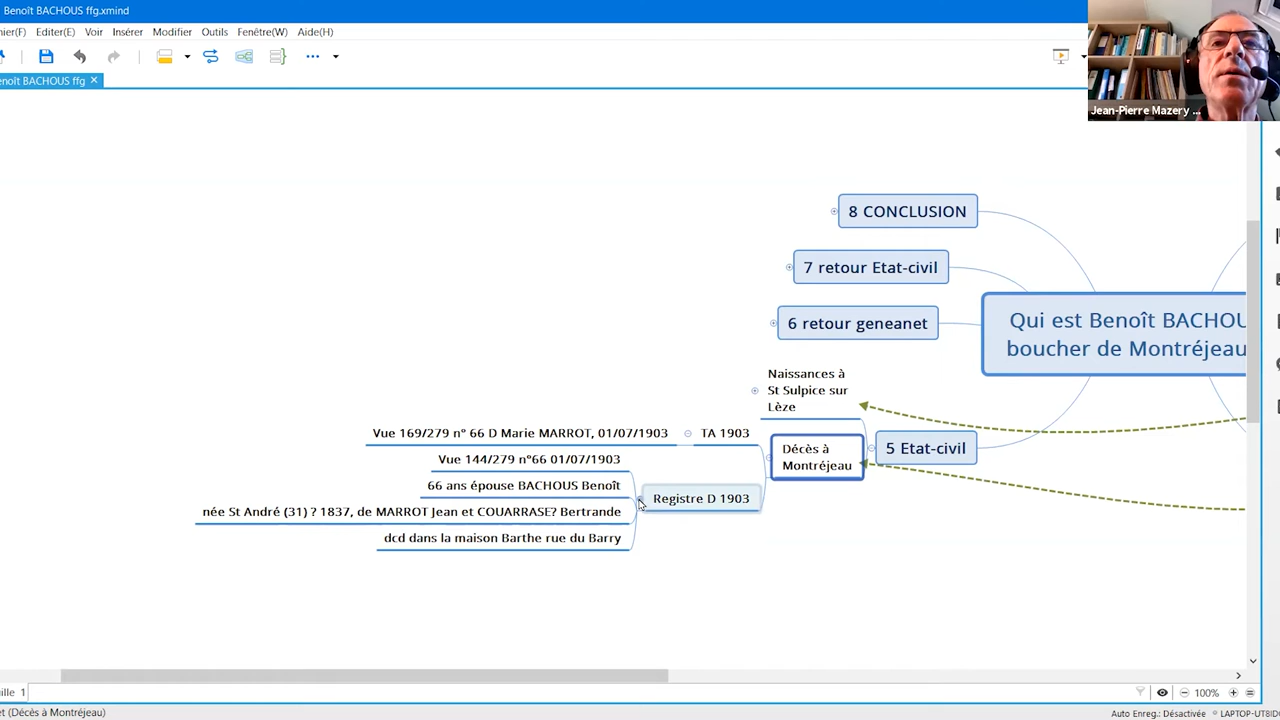 Benoît BACHOUS ffg.xmind
ier(F) Editer(E) Voir Insérer Modifier Outils Fenêtre(W) Aide(H)
enoît BACHOUS ffg
Jean-Pierre Mazery ...
8 CONCLUSION
7 retour Etat-civil
6 retour geneanet
Qui est Benoît BACHOU
boucher de Montréjeau
Naissances à
St Sulpice sur
Lèze
5 Etat-civil
Décès à
Montréjeau
TA 1903
Vue 169/279 n° 66 D Marie MARROT, 01/07/1903
Registre D 1903
Vue 144/279 n°66 01/07/1903
66 ans épouse BACHOUS Benoît
née St André (31) ? 1837, de MARROT Jean et COUARRASE? Bertrande
dcd dans la maison Barthe rue du Barry
ille 1
100%
t (Décès à Montréjeau)
Auto Enreg.: Désactivée
LAPTOP-UT8ID